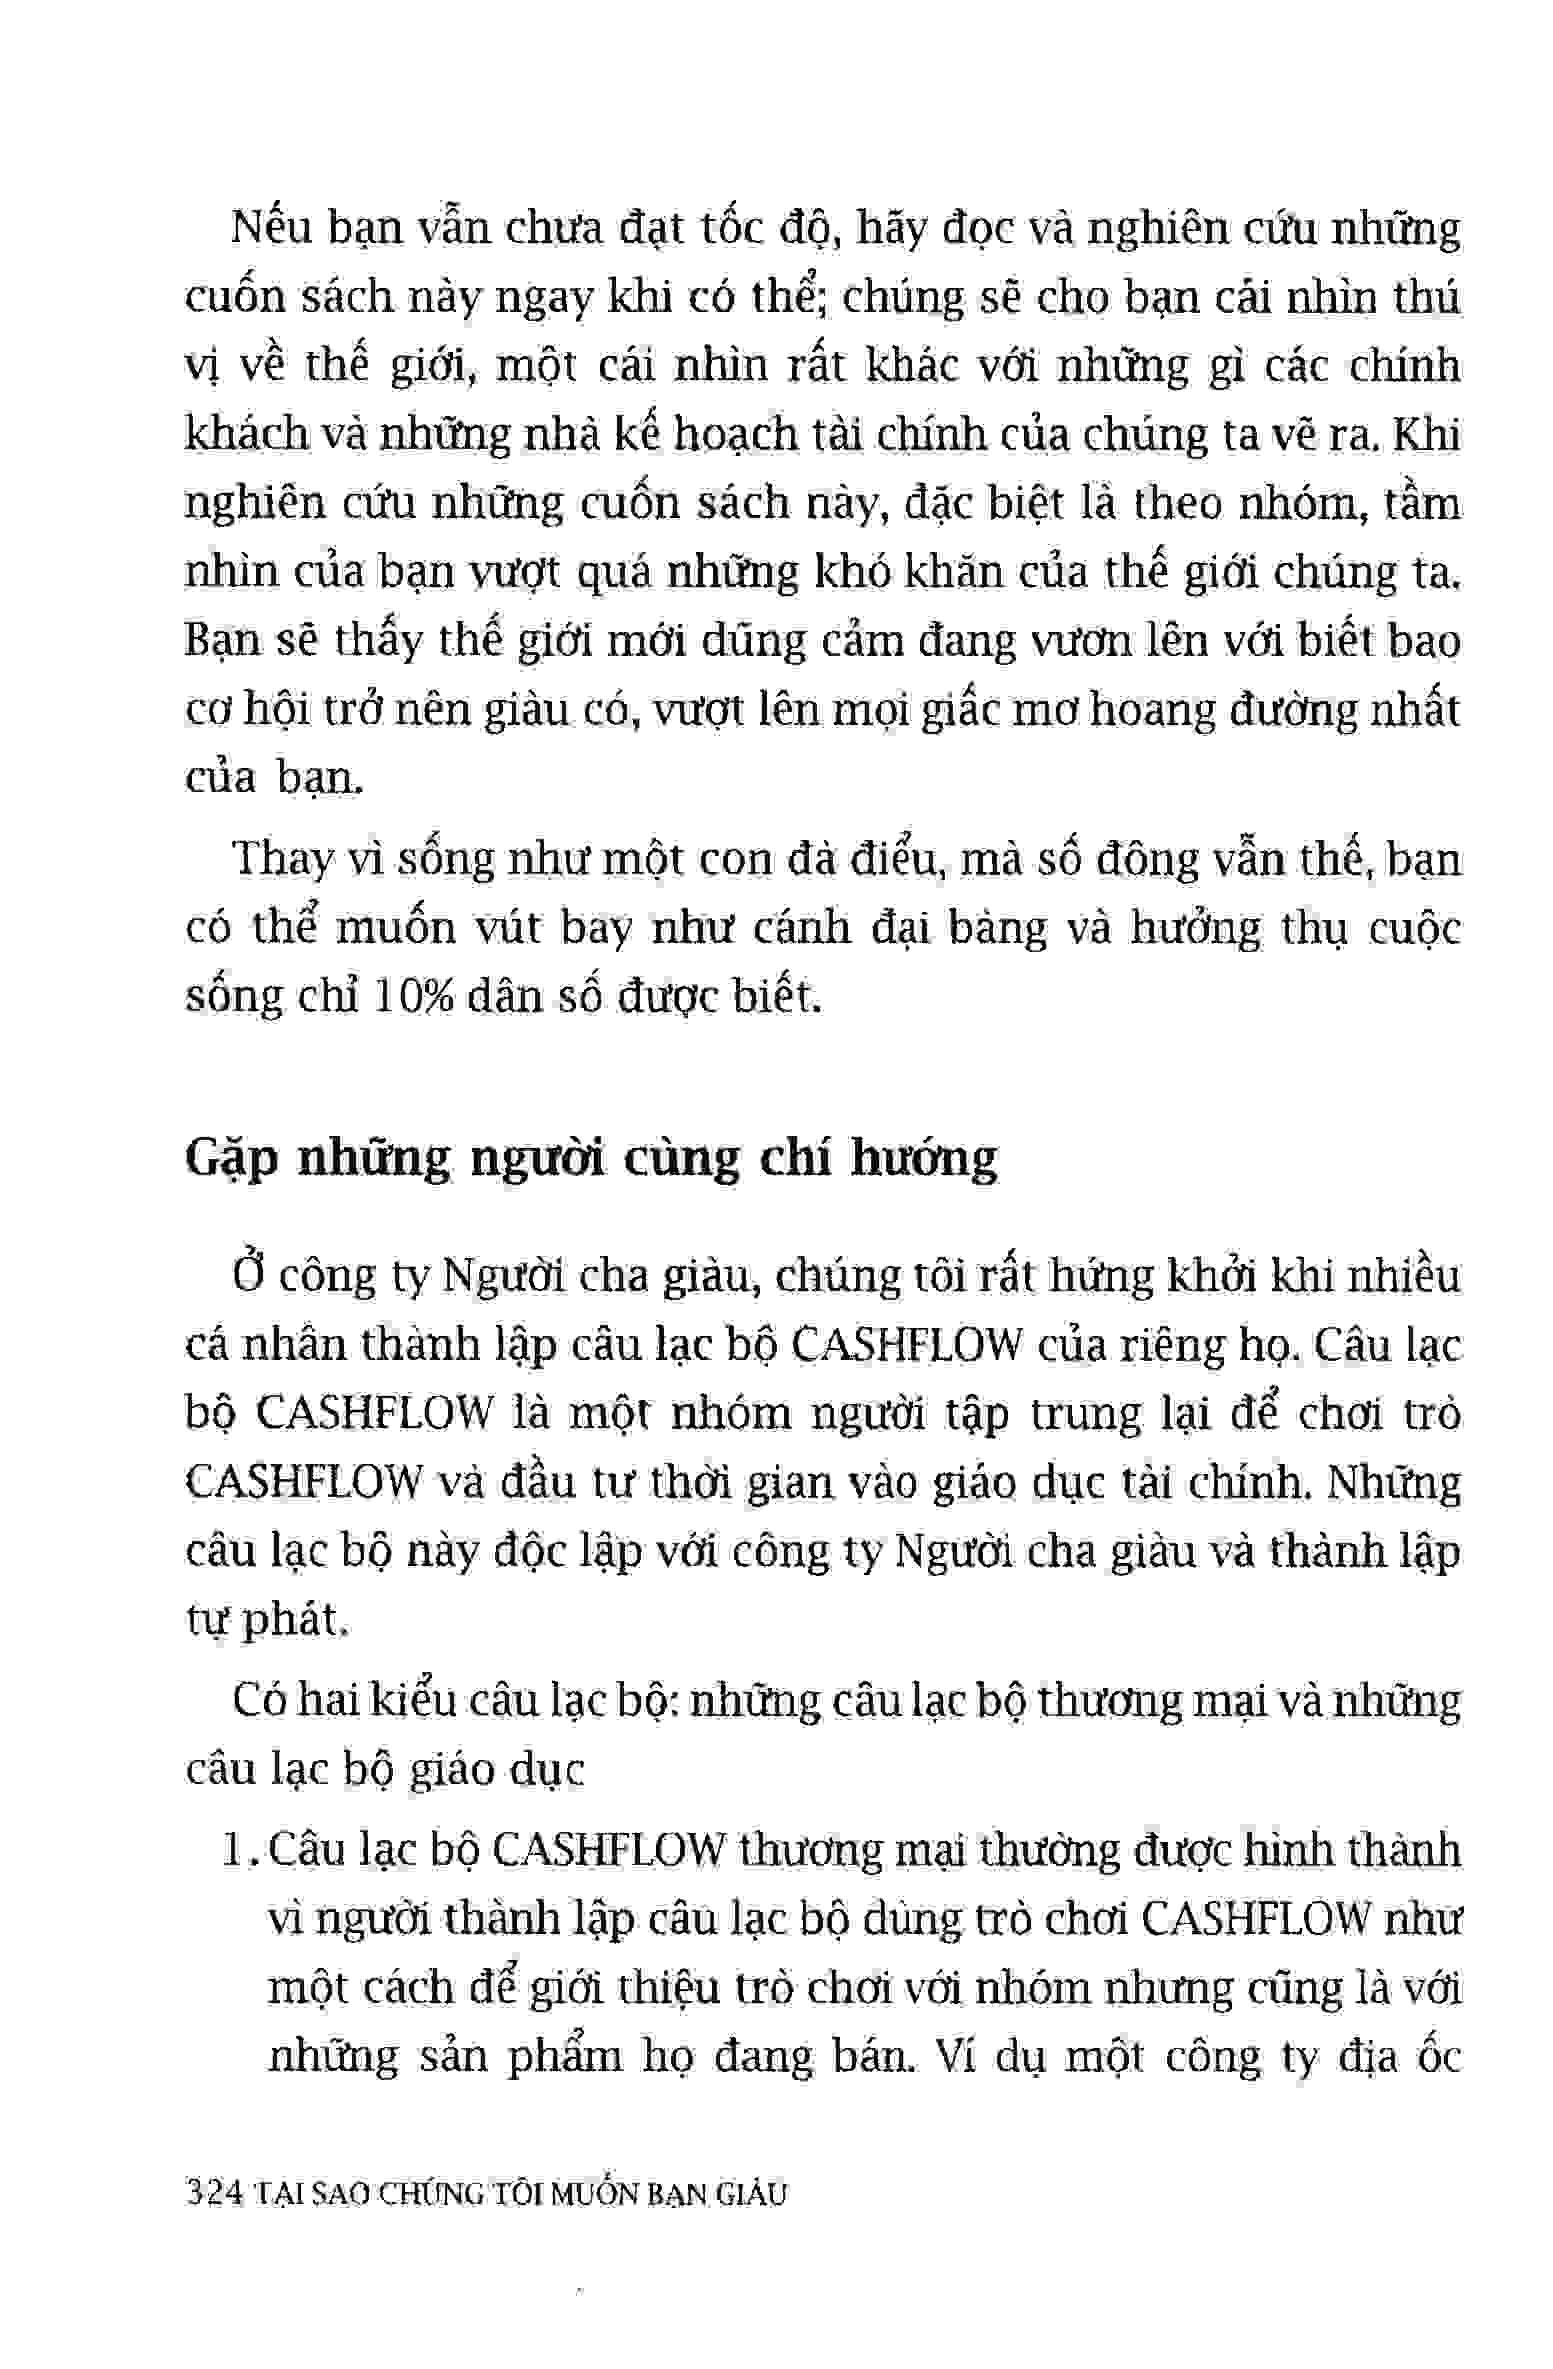 Nếu bạn vẫn chưa đạt tốc độ, hãy đọc và nghiên cứu những
cuốn sách này ngay khi có thể; chúng sẽ cho bạn cái nhìn thú
vị về thế giới, một cái nhìn rất khác với những gì các chính
khách và những nhà kế hoạch tài chính của chúng ta vẽ ra. Khi
nghiên cứu những cuốn sách này, đặc biệt là theo nhóm, tầm
nhìn của bạn vượt quá những khó khăn của thế giới chúng ta.
Bạn sẽ thấy thế giới mới dũng cảm đang vươn lên với biết bao
cơ hội trở nên giàu có, vượt lên mọi giấc mơ hoang đường nhất
của bạn.
Thay vì sống như một con đà điểu, mà số đông vẫn thế, bạn
có thể muốn vút bay như cánh đại bàng và hưởng thụ cuộc
sống chỉ 10% dân số được biết.
Gặp những người cùng chí hướng
Ở công ty Người cha giàu, chúng tôi rất hứng khởi khi nhiều
cá nhân thành lập câu lạc bộ CASHFLOW của riêng họ. Câu lạc
bộ CASHFLOW là một nhóm người tập trung lại để chơi trò
CASHFLOW và đầu tư thời gian vào giáo dục tài chính. Những
câu lạc bộ này độc lập với công ty Người cha giàu và thành lập
tự phát.
Có hai kiểu câu lạc bộ: những câu lạc bộ thương mại và những
câu lạc bộ giáo dục
1. Câu lạc bộ CASHFLOW thương mại thường được hình thành
vì người thành lập câu lạc bộ dùng trò chơi CASHFLOW như
một cách để giới thiệu trò chơi với nhóm nhưng cũng là với
những sản phẩm họ đang bán. Ví dụ một công ty địa ốc
324 TẠI SAO CHÚNG TÔI MUỐN BẠN GIÀU